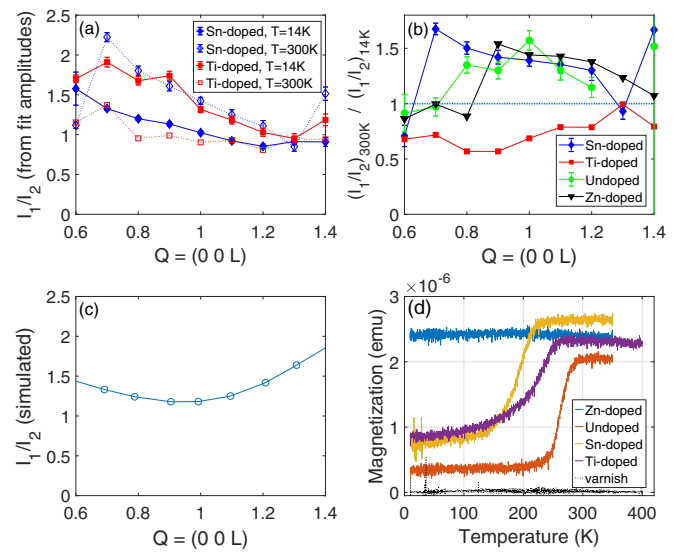 (a)
Sn-doped, T=14K
Sn-doped, T=300K
Ti-doped, T=14K
Ti-doped, T=300K
I1/I2 (from fit amplitudes)
2.5
2
1.5
1
0.5
0
0.6 0.8 1 1.2 1.4
Q = (0 0 L)
(b)
(I1/I2)300K / (I1/I2)14K
1.5
1
0.5
0
Sn-doped
Ti-doped
Undoped
Zn-doped
0.6 0.8 1 1.2 1.4
Q = (0 0 L)
(c)
I1/I2 (simulated)
2.5
2
1.5
1
0.5
0
0.6 0.8 1 1.2 1.4
Q = (0 0 L)
×10-6
(d)
Magnetization (emu)
3
2
1
0
Zn-doped
Undoped
Sn-doped
Ti-doped
varnish
0 100 200 300 400
Temperature (K)